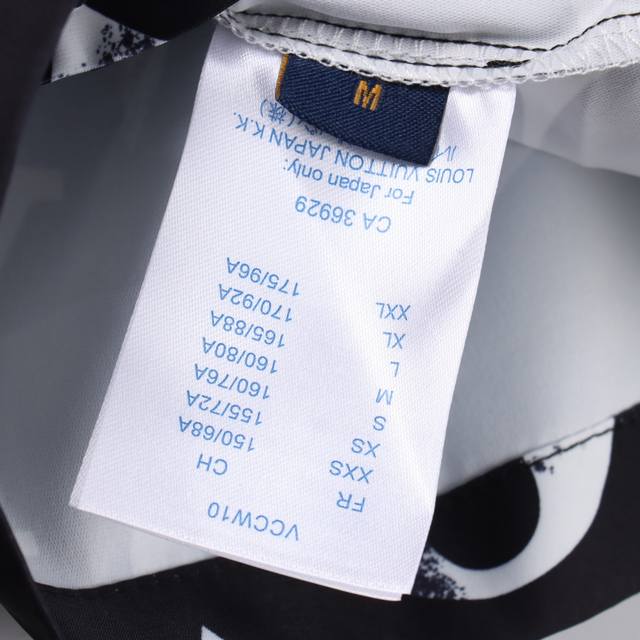 VCCW10
FR CH
XXS 150/68A
XS 155/72A
S 160/76A
M 160/80A
L 165/88A
XL 170/92A
XXL 175/96A
CA 36929
For Japan only:
LOUIS VUITTON JAPAN K.K.
(株)
M